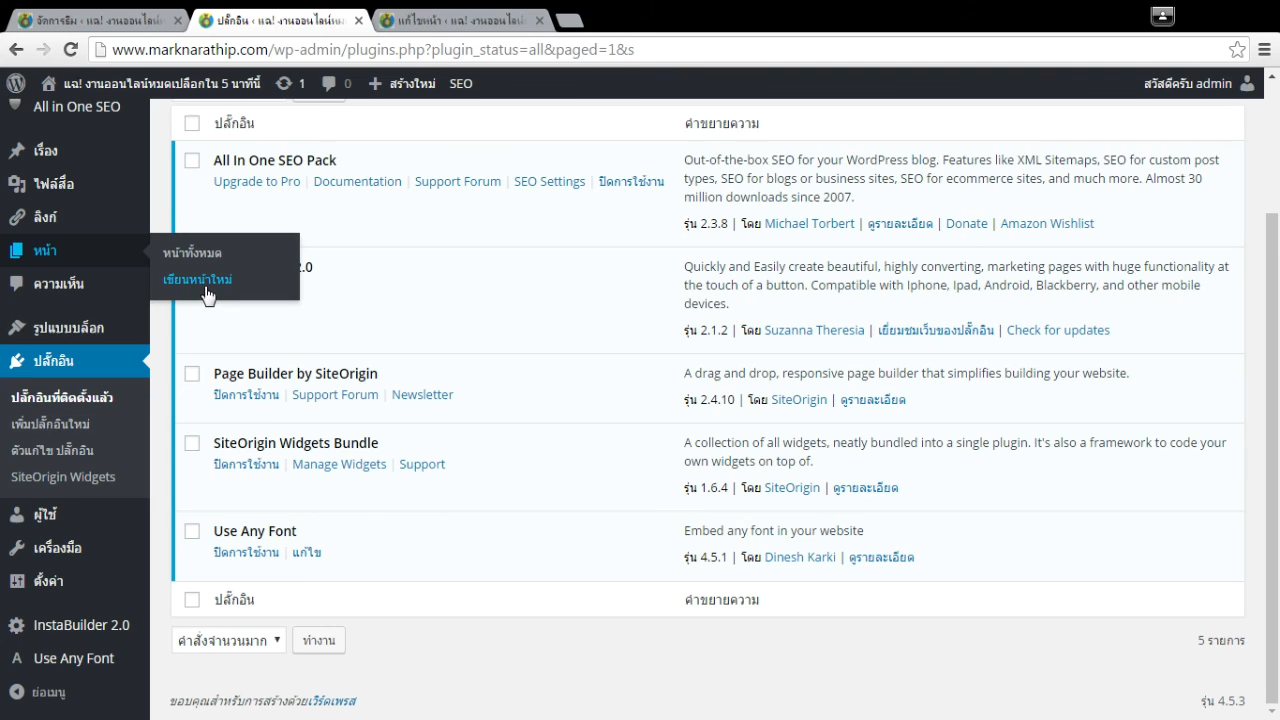 จัดการธีม ‹ แฉ! งานออนไลน์
ปลั๊กอิน ‹ แฉ! งานออนไลน์หมด
แก้ไขหน้า ‹ แฉ! งานออนไลน์
www.marknarathip.com/wp-admin/plugins.php?plugin_status=all&paged=1&s
แฉ! งานออนไลน์หมดเปลือกใน 5 นาทีนี้ 1 0 สร้างใหม่ SEO สวัสดีครับ admin
All in One SEO
เรื่อง
ไฟล์สื่อ
ลิงก์
หน้า
หน้าทั้งหมด
เขียนหน้าใหม่
ความเห็น
รูปแบบบล็อก
ปลั๊กอิน
ปลั๊กอินที่ติดตั้งแล้ว
เพิ่มปลั๊กอินใหม่
ตัวแก้ไข ปลั๊กอิน
SiteOrigin Widgets
ผู้ใช้
เครื่องมือ
ตั้งค่า
InstaBuilder 2.0
Use Any Font
ย่อเมนู
ปลั๊กอิน คำขยายความ
All In One SEO Pack
Upgrade to Pro | Documentation | Support Forum | SEO Settings | ปิดการใช้งาน
Out-of-the-box SEO for your WordPress blog. Features like XML Sitemaps, SEO for custom post
types, SEO for blogs or business sites, SEO for ecommerce sites, and much more. Almost 30
million downloads since 2007.
รุ่น 2.3.8 | โดย Michael Torbert | ดูรายละเอียด | Donate | Amazon Wishlist
2.0
Quickly and Easily create beautiful, highly converting, marketing pages with huge functionality at
the touch of a button. Compatible with Iphone, Ipad, Android, Blackberry, and other mobile
devices.
รุ่น 2.1.2 | โดย Suzanna Theresia | เยี่ยมชมเว็บของปลั๊กอิน | Check for updates
Page Builder by SiteOrigin
ปิดการใช้งาน | Support Forum | Newsletter
A drag and drop, responsive page builder that simplifies building your website.
รุ่น 2.4.10 | โดย SiteOrigin | ดูรายละเอียด
SiteOrigin Widgets Bundle
ปิดการใช้งาน | Manage Widgets | Support
A collection of all widgets, neatly bundled into a single plugin. It's also a framework to code your
own widgets on top of.
รุ่น 1.6.4 | โดย SiteOrigin | ดูรายละเอียด
Use Any Font
ปิดการใช้งาน | แก้ไข
Embed any font in your website
รุ่น 4.5.1 | โดย Dinesh Karki | ดูรายละเอียด
ปลั๊กอิน คำขยายความ
คำสั่งจำนวนมาก ทำงาน 5 รายการ
ขอบคุณสำหรับการสร้างด้วยเวิร์ดเพรส รุ่น 4.5.3